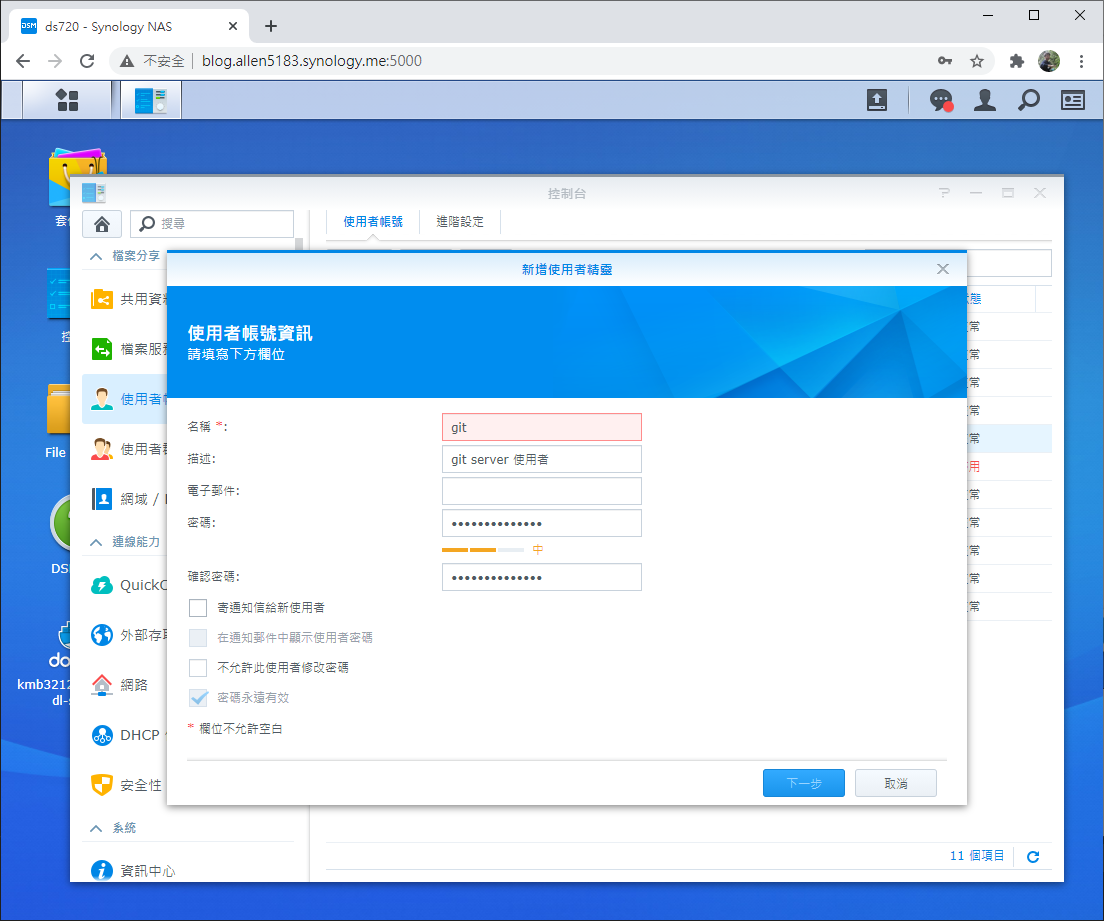 DSM ds720 - Synology NAS
不安全 blog.allen5183.synology.me:5000
控制台
搜尋
使用者帳號 進階設定
檔案分享
新增使用者精靈
使用者帳號資訊
請填寫下方欄位
名稱 *: git
描述: git server 使用者
電子郵件:
密碼: ••••••••••••••
中
確認密碼: ••••••••••••••
寄通知信給新使用者
在通知郵件中顯示使用者密碼
不允許此使用者修改密碼
密碼永遠有效
* 欄位不允許空白
下一步 取消
共用資
檔案服
使用者
使用者
網域 /
連線能力
QuickC
外部存
網路
DHCP
安全性
系統
資訊中心
常
常
常
常
常
用
常
常
常
常
常
11 個項目
套
控
File
DS
do
kmb3212
dl-